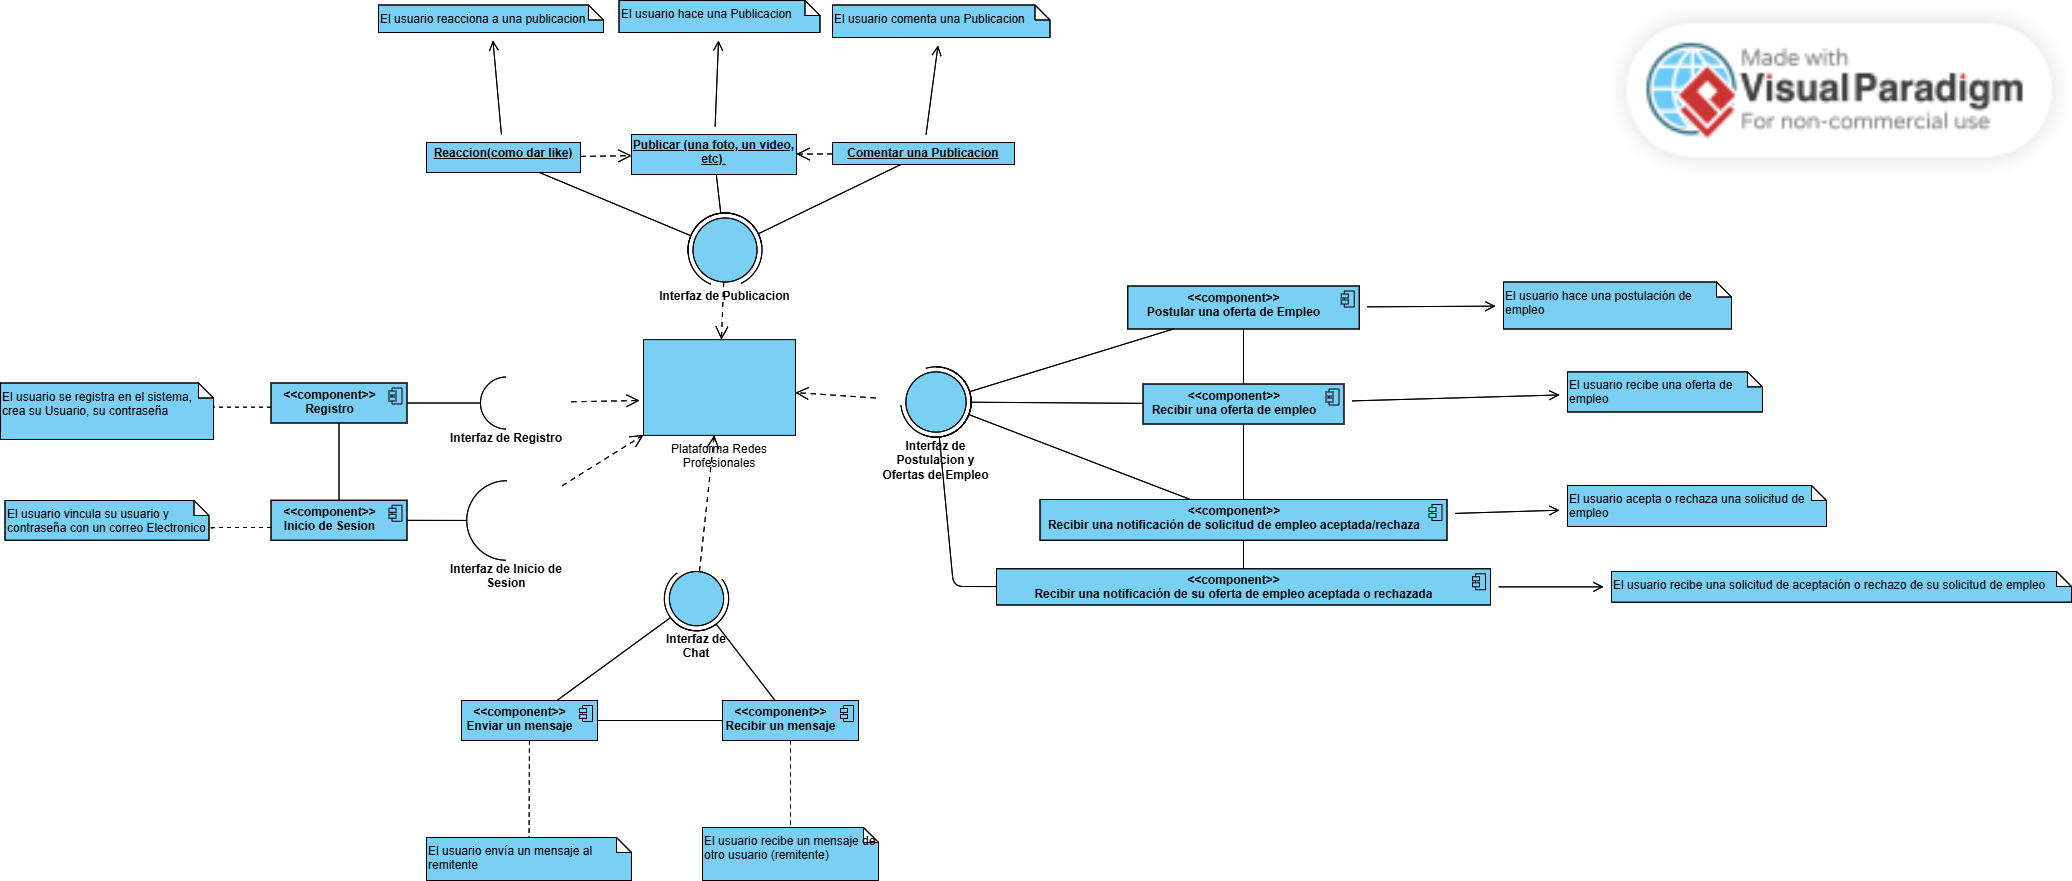 El usuario reacciona a una publicacion
El usuario hace una Publicacion
El usuario comenta una Publicacion
Made with
Visual Paradigm
For non-commercial use
Reaccion(como dar like)
Publicar (una foto, un video,
etc)
Comentar una Publicacion
Interfaz de Publicacion
<<component>>
Postular una oferta de Empleo
El usuario hace una postulación de
empleo
El usuario se registra en el sistema,
crea su Usuario, su contraseña
<<component>>
Registro
Interfaz de Registro
Plataforma Redes
Profesionales
Interfaz de
Postulacion y
Ofertas de Empleo
<<component>>
Recibir una oferta de empleo
El usuario recibe una oferta de
empleo
El usuario vincula su usuario y
contraseña con un correo Electronico
<<component>>
Inicio de Sesion
Interfaz de Inicio de
Sesion
<<component>>
Recibir una notificación de solicitud de empleo aceptada/rechaza
El usuario acepta o rechaza una solicitud de
empleo
<<component>>
Recibir una notificación de su oferta de empleo aceptada o rechazada
El usuario recibe una solicitud de aceptación o rechazo de su solicitud de empleo
Interfaz de
Chat
<<component>>
Enviar un mensaje
<<component>>
Recibir un mensaje
El usuario envía un mensaje al
remitente
El usuario recibe un mensaje de
otro usuario (remitente)